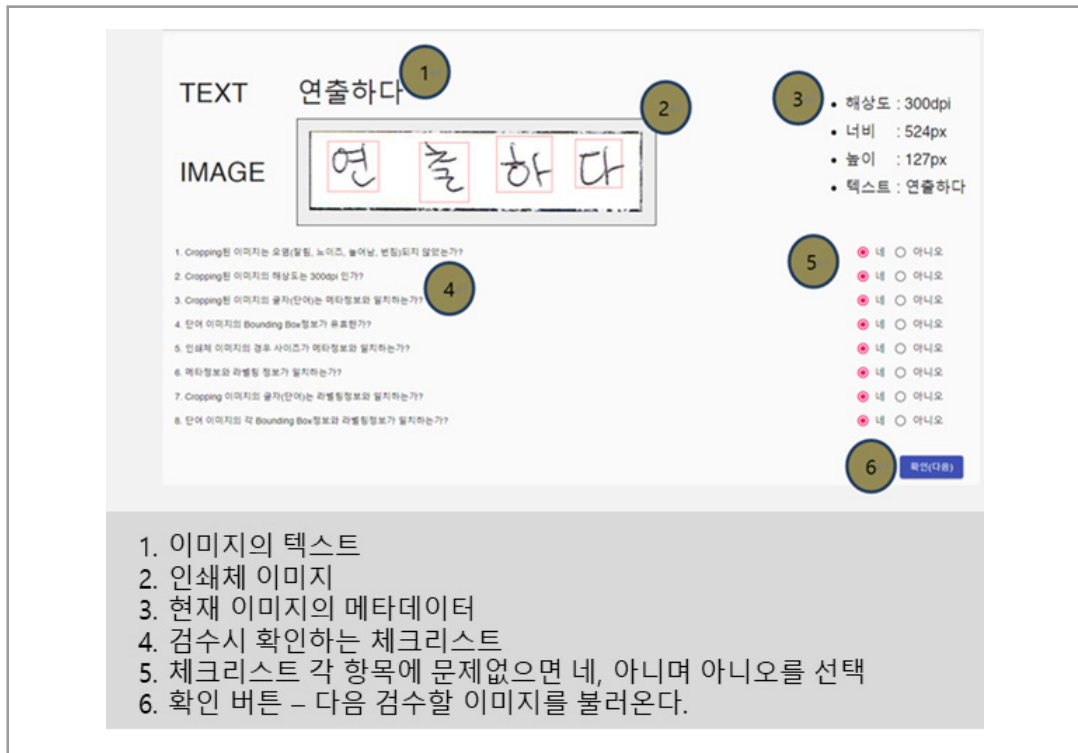 TEXT 연출하다
1
2
IMAGE 연 출 하 다
3
• 해상도 : 300dpi
• 너비 : 524px
• 높이 : 127px
• 텍스트 : 연출하다
1. Cropping된 이미지는 오염(잘림, 노이즈, 늘어남, 번짐)되지 않았는가? 네 아니오
2. Cropping된 이미지의 해상도는 300dpi 인가? 네 아니오
3. Cropping된 이미지의 글자(단어)는 메타정보와 일치하는가? 네 아니오
4. 단어 이미지의 Bounding Box정보가 유효한가? 네 아니오
5. 인쇄체 이미지의 경우 사이즈가 메타정보와 일치하는가? 네 아니오
6. 메타정보와 라벨링 정보가 일치하는가? 네 아니오
7. Cropping 이미지의 글자(단어)는 라벨링정보와 일치하는가? 네 아니오
8. 단어 이미지의 각 Bounding Box정보와 라벨링정보가 일치하는가? 네 아니오
4
5
6
확인(다음)
1. 이미지의 텍스트
2. 인쇄체 이미지
3. 현재 이미지의 메타데이터
4. 검수시 확인하는 체크리스트
5. 체크리스트 각 항목에 문제없으면 네, 아니며 아니오를 선택
6. 확인 버튼 – 다음 검수할 이미지를 불러온다.